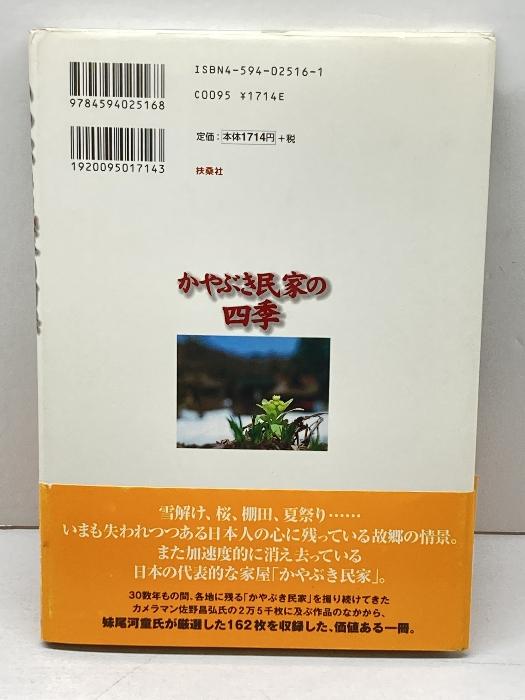 ISBN4-594-02516-1
9784594025168
C0095 ¥1714E
定価：本体1714円+税
1920095017143
扶桑社
かやぶき民家の
四季
雪解け、桜、棚田、夏祭り……
いまも失われつつある日本人の心に残っている故郷の情景。
また加速度的に消え去っている
日本の代表的な家屋「かやぶき民家」。
30数年もの間、各地に残る「かやぶき民家」を撮り続けてきた
カメラマン佐野昌弘氏の2万5千枚に及ぶ作品のなかから、
妹尾河童氏が厳選した162枚を収録した、価値ある一冊。